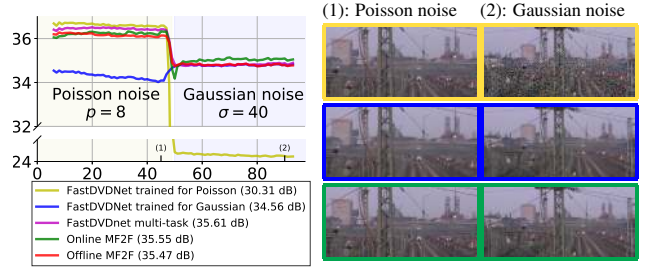 (1): Poisson noise (2): Gaussian noise
36
34
32
24
Poisson noise
p = 8
Gaussian noise
σ = 40
(1)
(2)
0 20 40 60 80
FastDVDNet trained for Poisson (30.31 dB)
FastDVDNet trained for Gaussian (34.56 dB)
FastDVDnet multi-task (35.61 dB)
Online MF2F (35.55 dB)
Offline MF2F (35.47 dB)